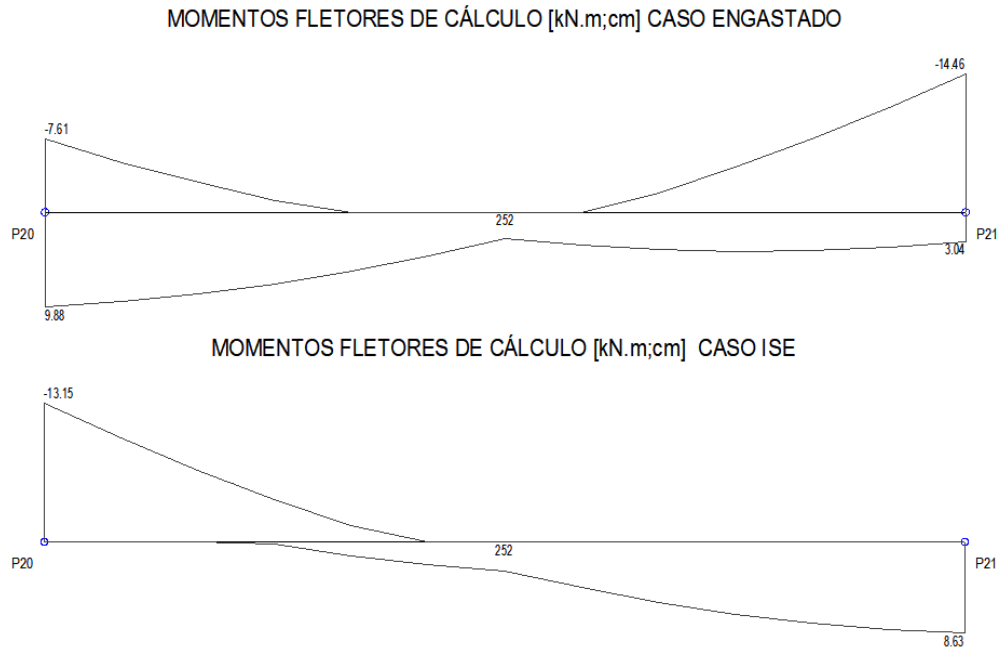 MOMENTOS FLETORES DE CÁLCULO [kN.m;cm] CASO ENGASTADO
-14.46
-7.61
252
P20
P21
3.04
9.88
MOMENTOS FLETORES DE CÁLCULO [kN.m;cm] CASO ISE
-13.15
252
P20
P21
8.63